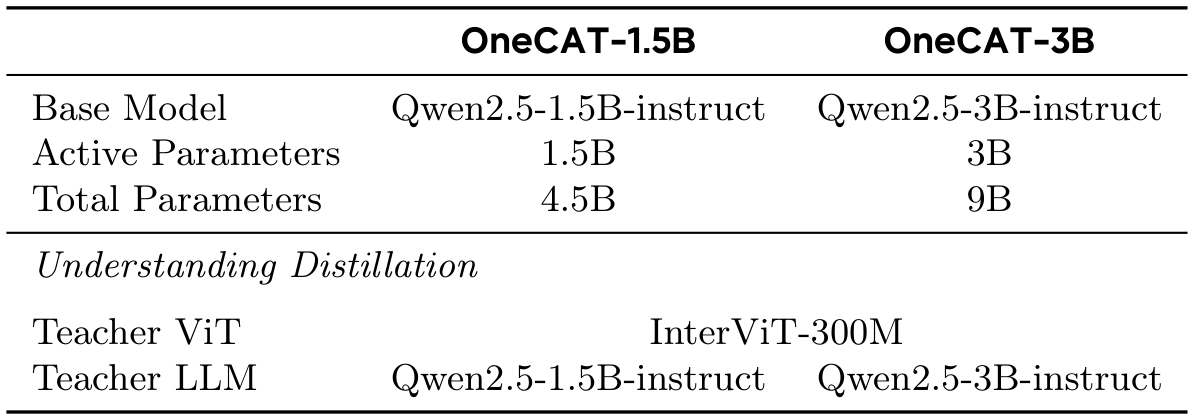 OneCAT-1.5B OneCAT-3B
Base Model Qwen2.5-1.5B-instruct Qwen2.5-3B-instruct
Active Parameters 1.5B 3B
Total Parameters 4.5B 9B
Understanding Distillation
Teacher ViT InterViT-300M
Teacher LLM Qwen2.5-1.5B-instruct Qwen2.5-3B-instruct